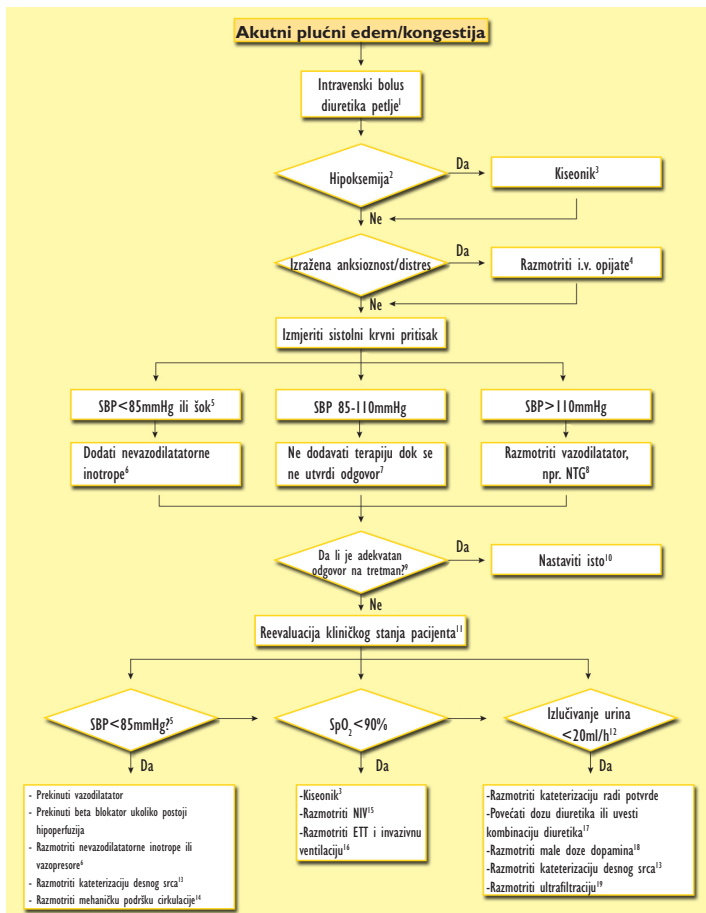 Akutni plućni edem/kongestija
Intravenski bolus
diuretika petlje¹
Hipoksemija²
Da
Kiseonik³
Ne
Izražena anksioznost/distres
Da
Razmotriti i.v. opijate⁴
Ne
Izmjeriti sistolni krvni pritisak
SBP<85mmHg ili šok⁵
SBP 85-110mmHg
SBP>110mmHg
Dodati nevazodilatatorne
inotrope⁶
Ne dodavati terapiju dok se
ne utvrdi odgovor⁷
Razmotriti vazodilatator,
npr. NTG⁸
Da li je adekvatan
odgovor na tretman?⁹
Da
Nastaviti isto¹⁰
Ne
Reevaluacija kliničkog stanja pacijenta¹¹
SBP<85mmHg?⁵
SpO₂<90%
Izlučivanje urina
<20ml/h¹²
Da
Da
Da
- Prekinuti vazodilatator
- Prekinuti beta blokator ukoliko postoji
hipoperfuzija
- Razmotriti nevazodilatatorne inotrope ili
vazopresore⁶
- Razmotriti kateterizaciju desnog srca¹³
- Razmotriti mehaničku podršku cirkulacije¹⁴
-Kiseonik³
-Razmotriti NIV¹⁵
-Razmotriti ETT i invazivnu
ventilaciju¹⁶
-Razmotriti kateterizaciju radi potvrde
-Povećati dozu diuretika ili uvesti
kombinaciju diuretika¹⁷
-Razmotriti male doze dopamina¹⁸
-Razmotriti kateterizaciju desnog srca¹³
-Razmotriti ultrafiltraciju¹⁹